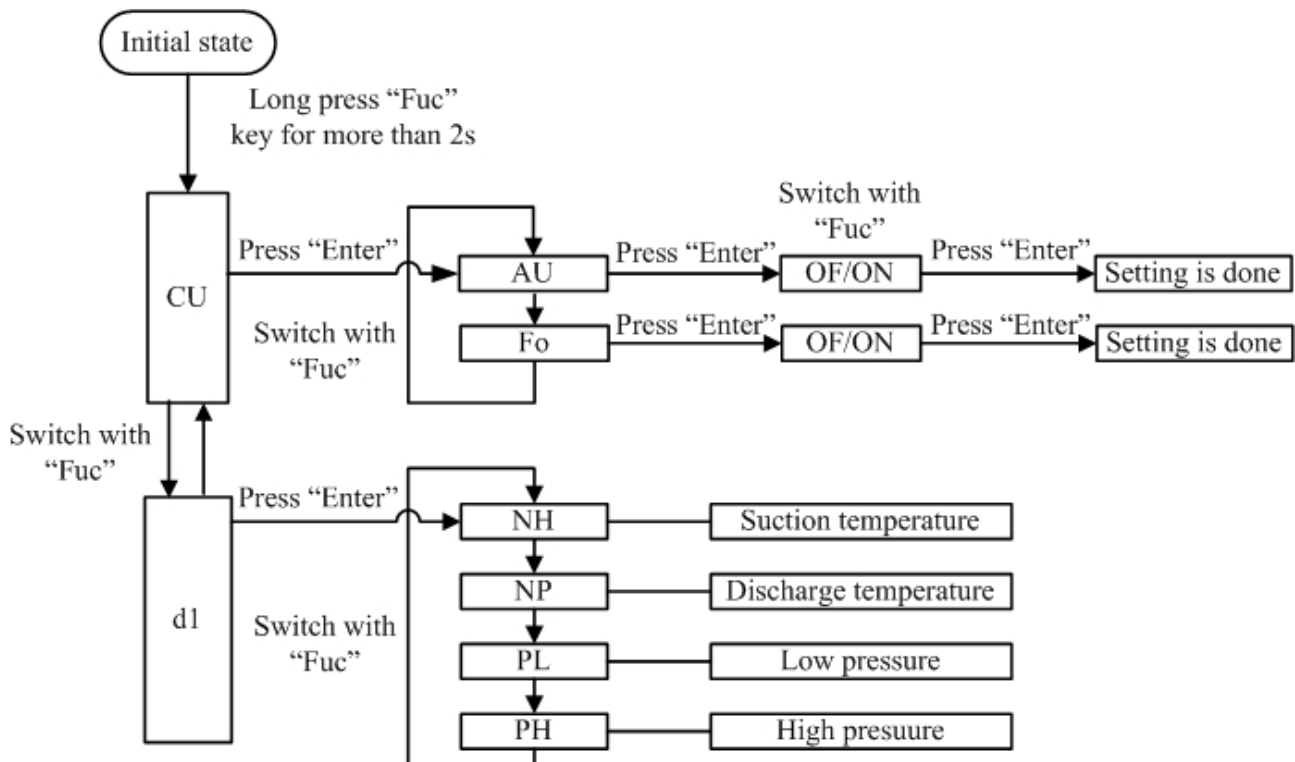 Initial state
Long press “Fuc”
key for more than 2s
CU
Press “Enter”
AU
Press “Enter”
Switch with
“Fuc”
OF/ON
Press “Enter”
Setting is done
Switch with
“Fuc”
Fo
Press “Enter”
OF/ON
Press “Enter”
Setting is done
Switch with
“Fuc”
d1
Press “Enter”
Switch with
“Fuc”
NH
Suction temperature
NP
Discharge temperature
PL
Low pressure
PH
High presuure